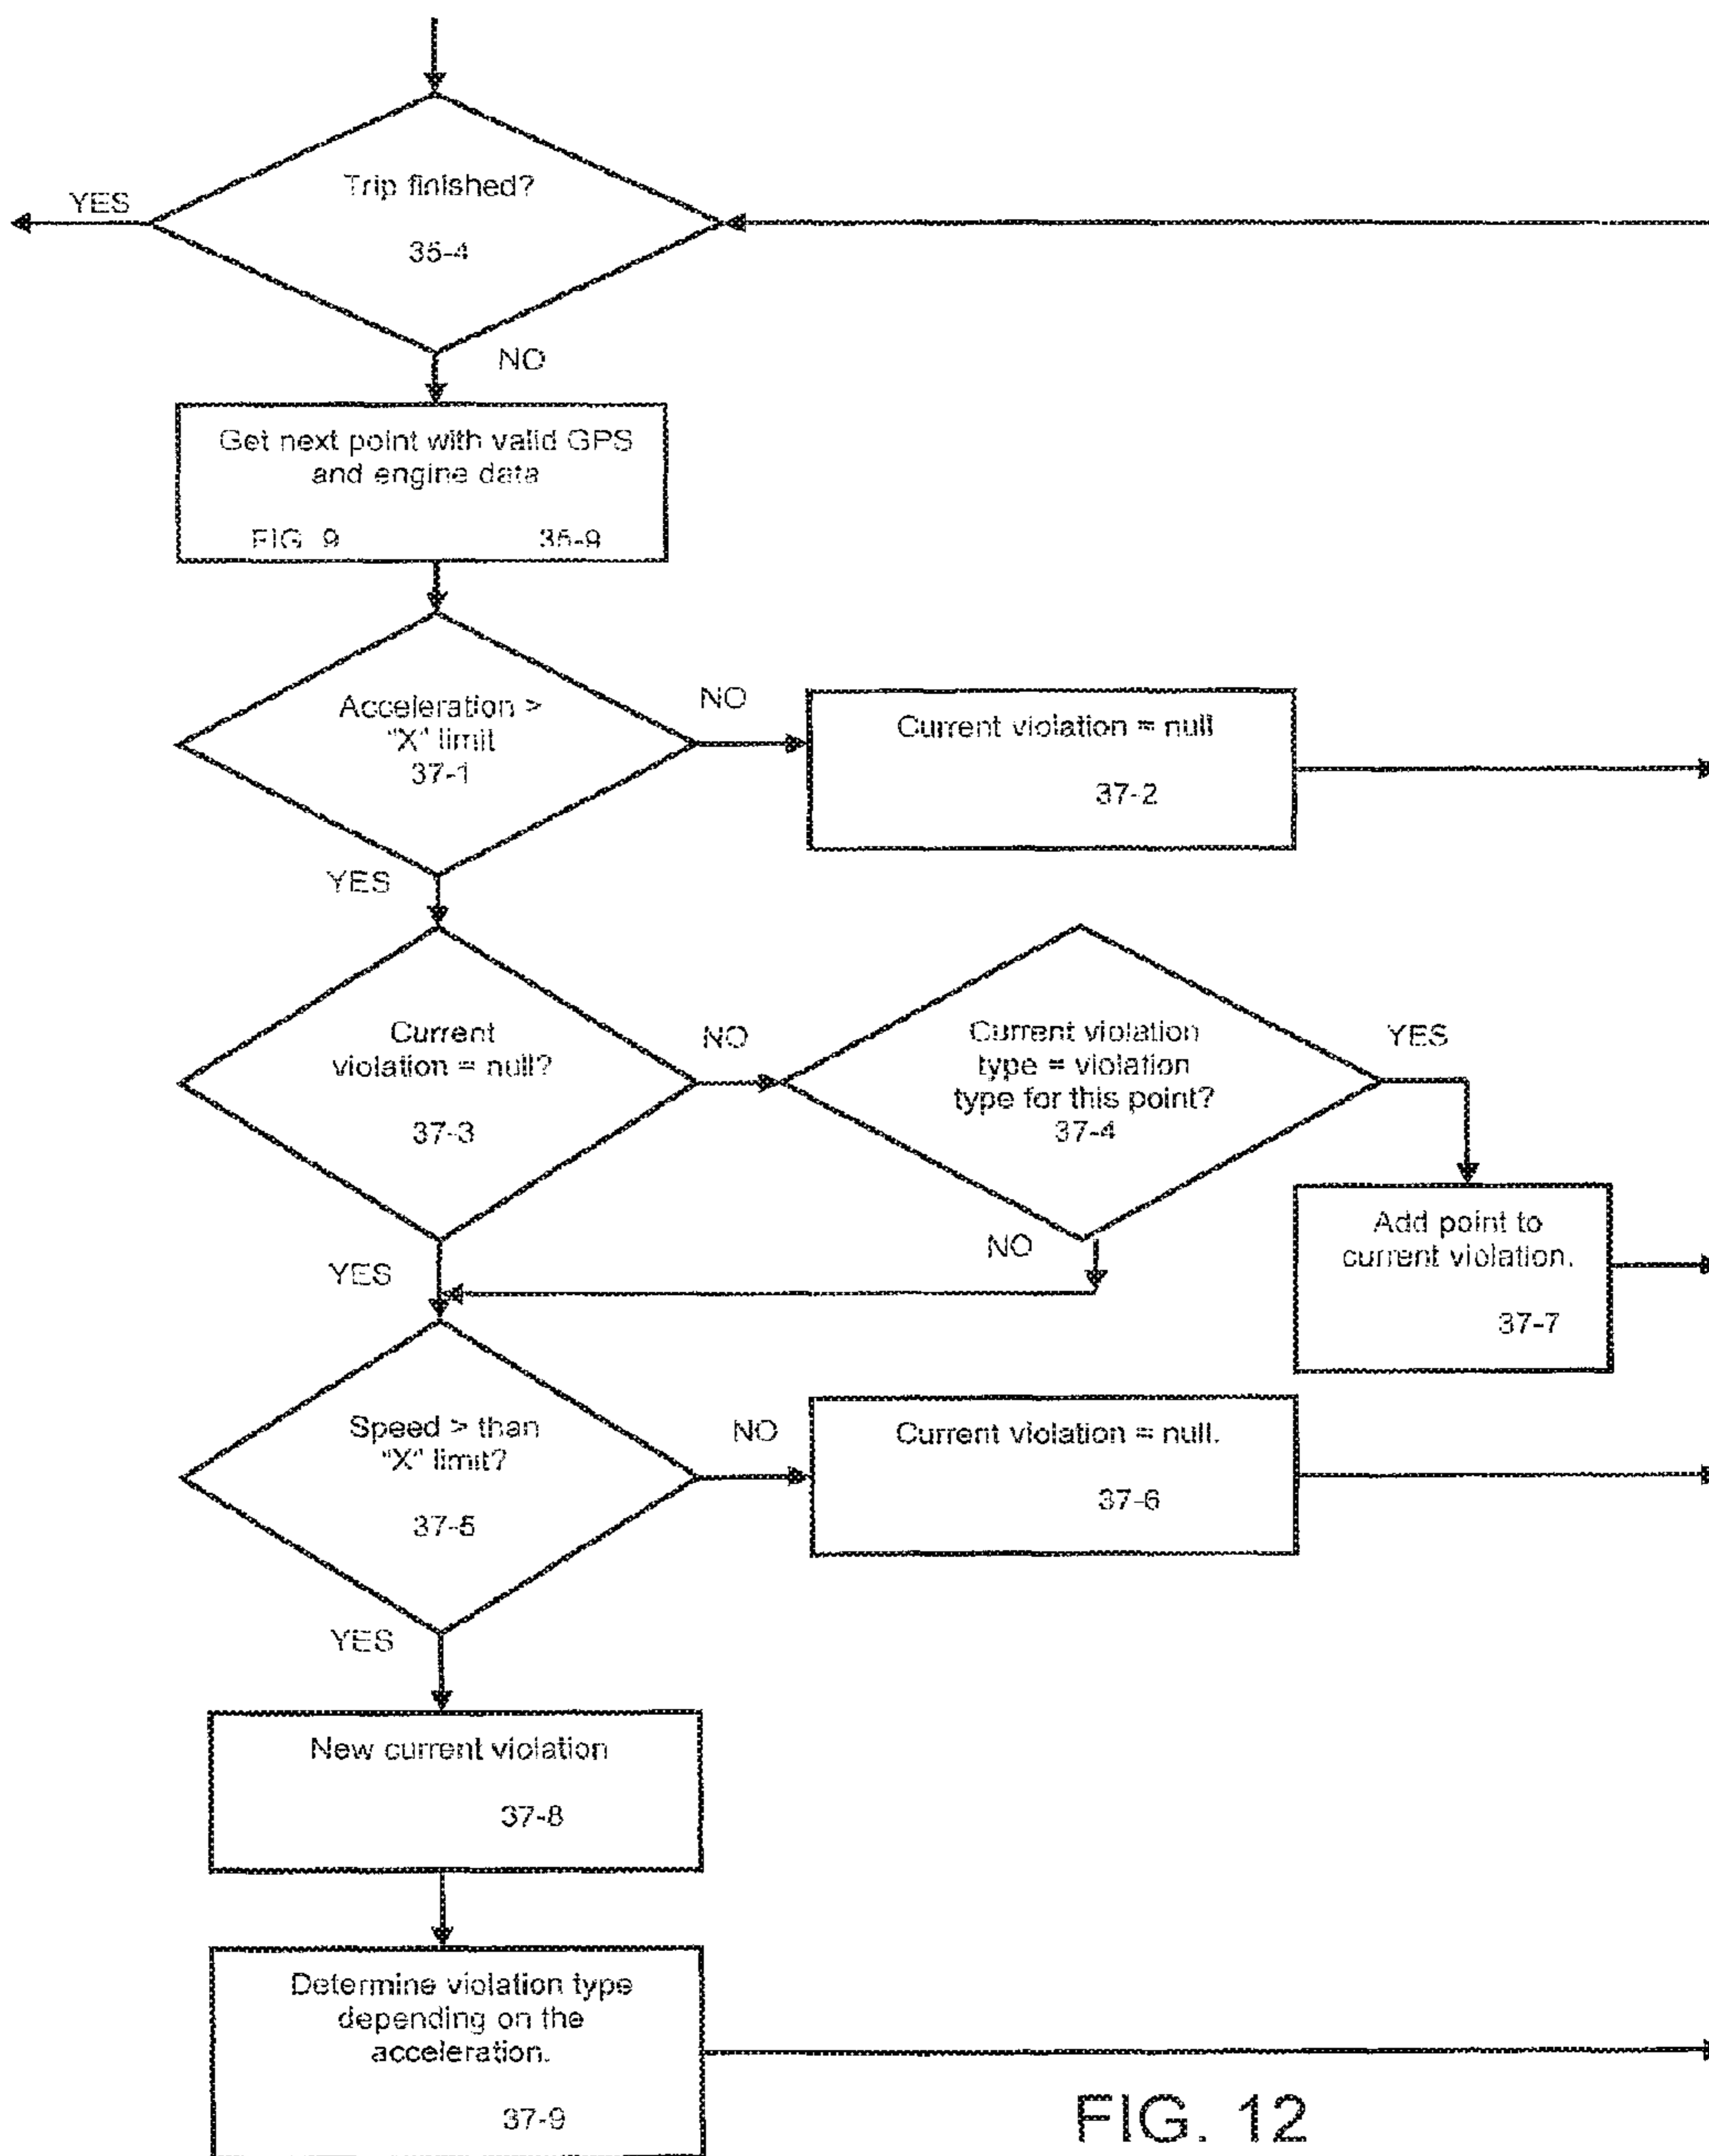 Trip finished?
YES
35-4
NO
Get next point with valid GPS
and engine data
FIG. 9 35-9
Acceleration >
"X" limit
37-1
NO
Current violation = null
37-2
YES
Current
violation = null?
37-3
NO
Current violation
type = violation
type for this point?
37-4
YES
Add point to
current violation.
37-7
NO
YES
Speed > than
"X" limit?
37-5
NO
Current violation = null.
37-6
YES
New current violation
37-8
Determine violation type
depending on the
acceleration.
37-9
FIG. 12